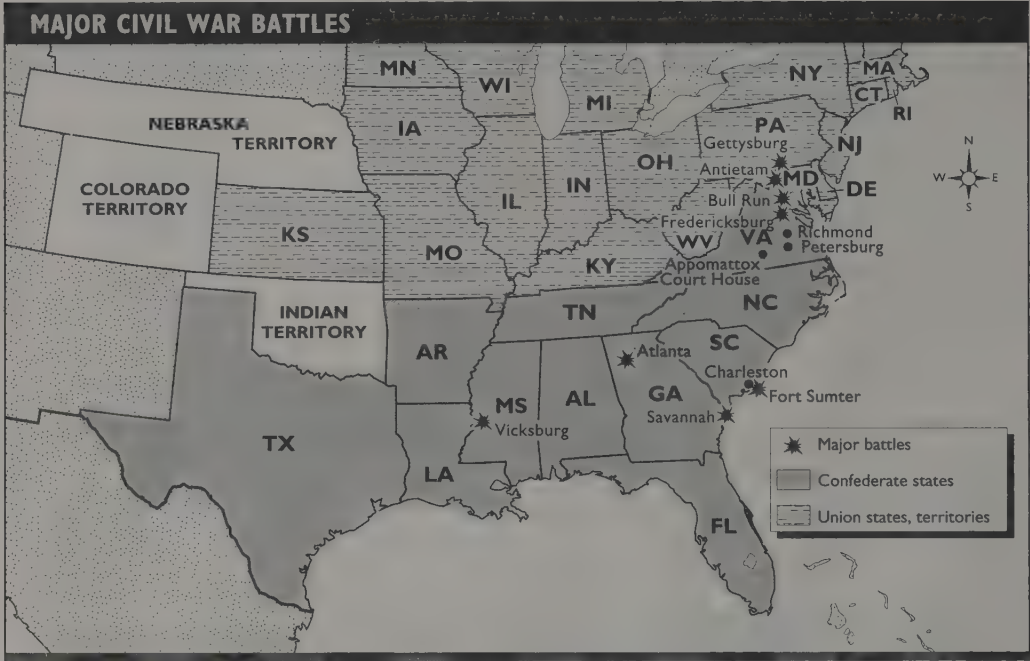 MAJOR CIVIL WAR BATTLES
MN
WI
MI
NY
MA
CT
RI
NEBRASKA
TERRITORY
IA
PA
Gettysburg
NJ
OH
Antietam
MD
DE
COLORADO
TERRITORY
IL
IN
Bull Run
Fredericksburg
KS
MO
WV
VA
Richmond
Petersburg
KY
Appomattox
Court House
INDIAN
TERRITORY
TN
NC
AR
SC
Atlanta
Charleston
Fort Sumter
MS
AL
GA
Savannah
Vicksburg
TX
LA
FL
N
W
E
S
Major battles
Confederate states
Union states, territories